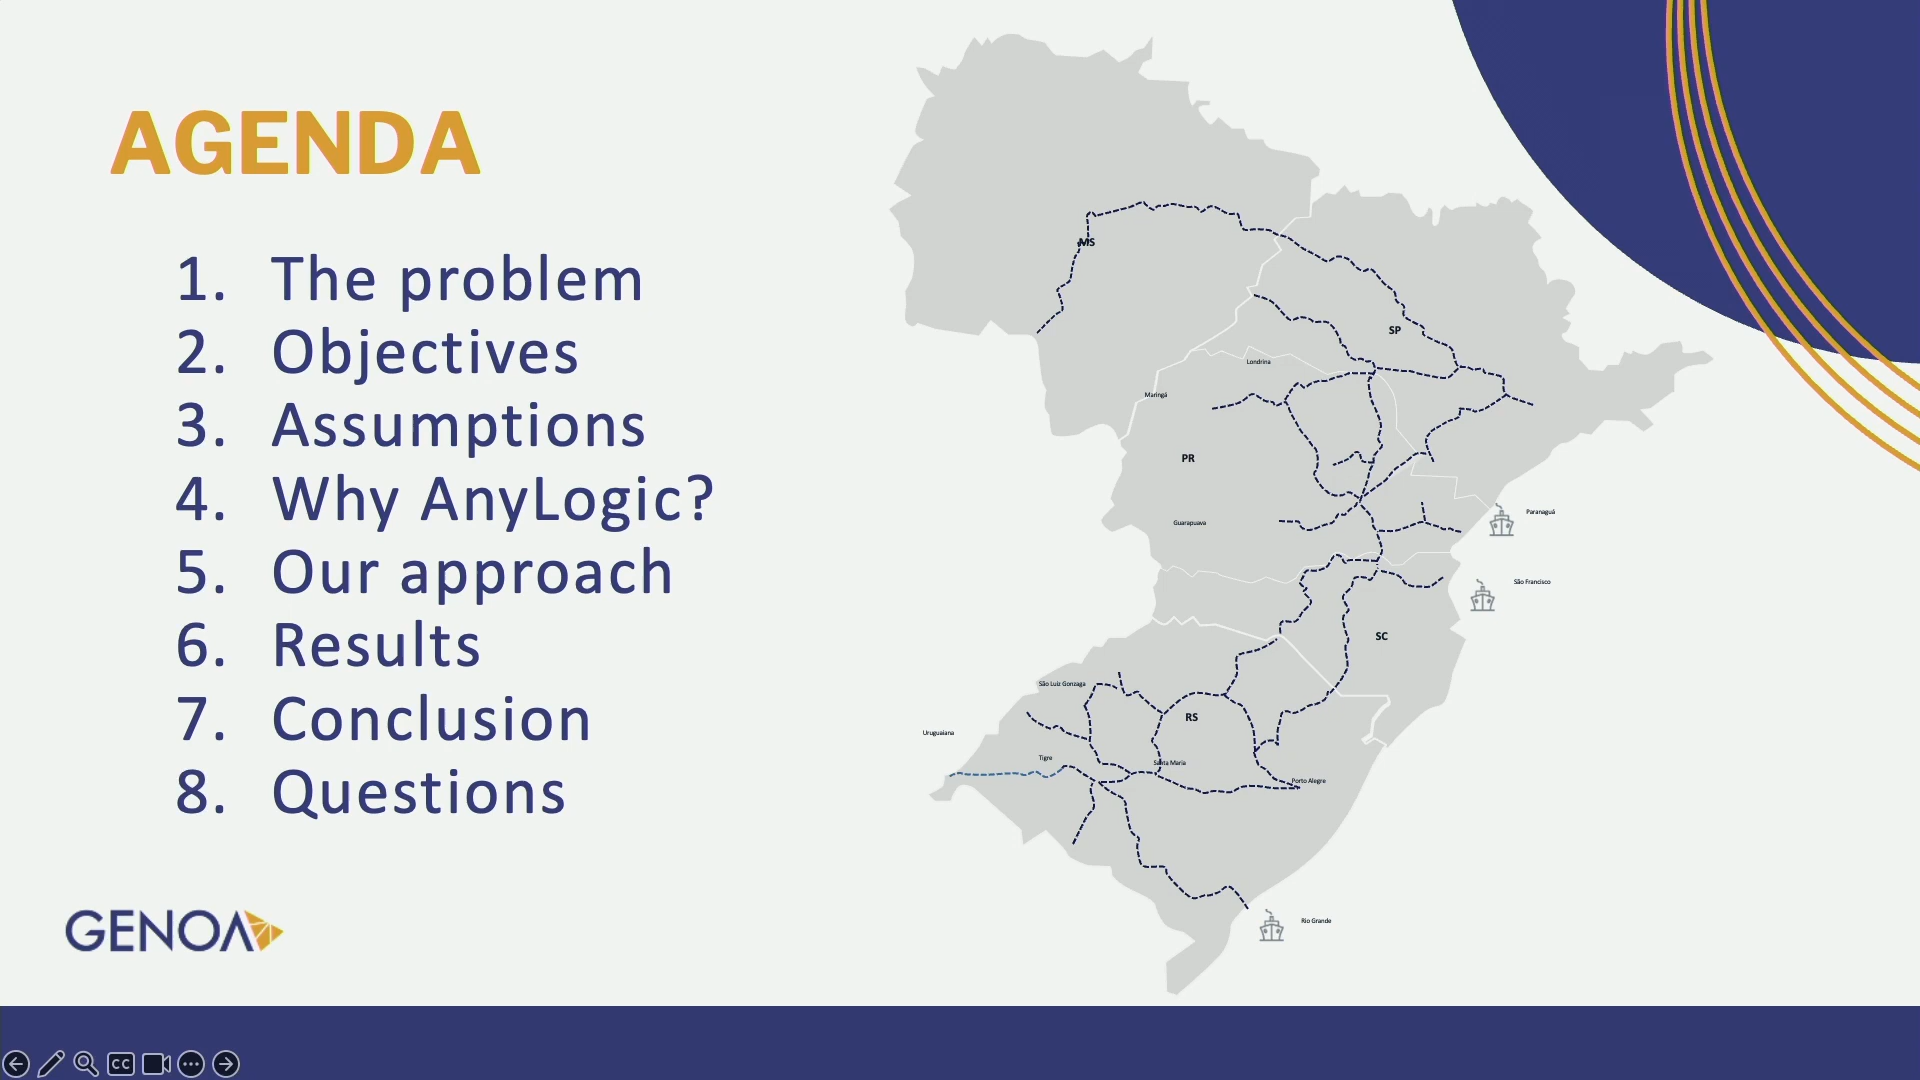 AGENDA
1. The problem
2. Objectives
3. Assumptions
4. Why AnyLogic?
5. Our approach
6. Results
7. Conclusion
8. Questions
GENOA
MS
SP
Londrina
Maringá
PR
Paranaguá
Guarapuava
São Francisco
SC
São Luiz Gonzaga
RS
Uruguaiana
Tigre
Santa Maria
Porto Alegre
Rio Grande
CC